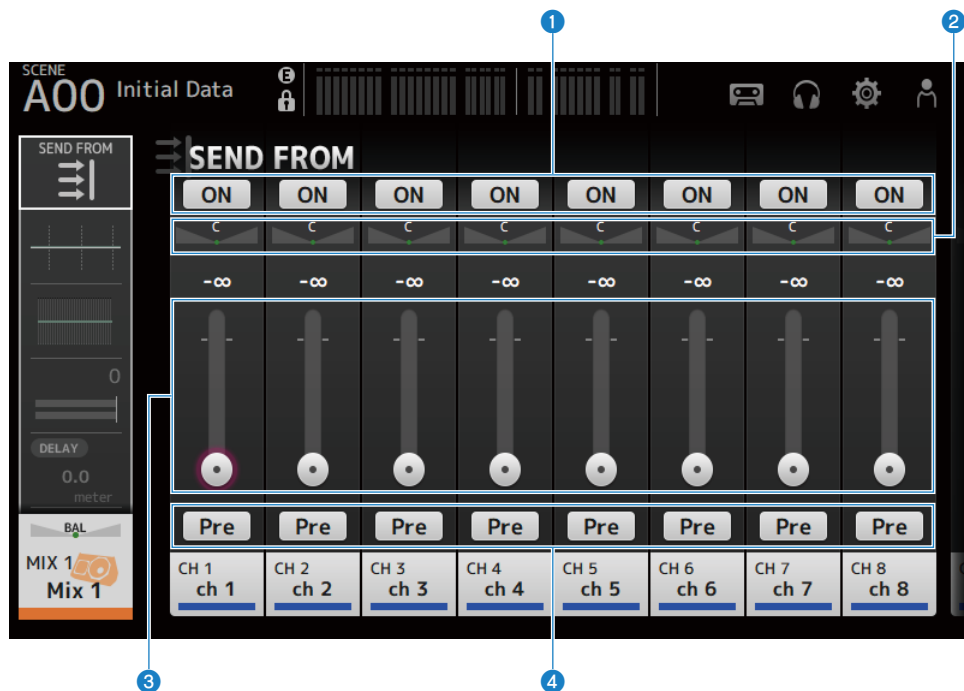 1 2
SCENE
A00 Initial Data E
SEND FROM
SEND FROM
ON ON ON ON ON ON ON ON
C C C C C C C C
-∞ -∞ -∞ -∞ -∞ -∞ -∞ -∞
0
DELAY
0.0
meter
Pre Pre Pre Pre Pre Pre Pre Pre
BAL
MIX 1
Mix 1
CH 1 CH 2 CH 3 CH 4 CH 5 CH 6 CH 7 CH 8
ch 1 ch 2 ch 3 ch 4 ch 5 ch 6 ch 7 ch 8
3 4